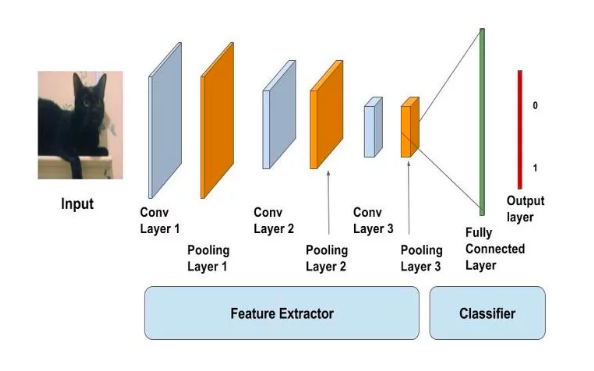 0
1
Input
Output
layer
Conv
Layer 1
Conv
Layer 2
Conv
Layer 3
Fully
Connected
Layer
Pooling
Layer 1
Pooling
Layer 2
Pooling
Layer 3
Feature Extractor
Classifier